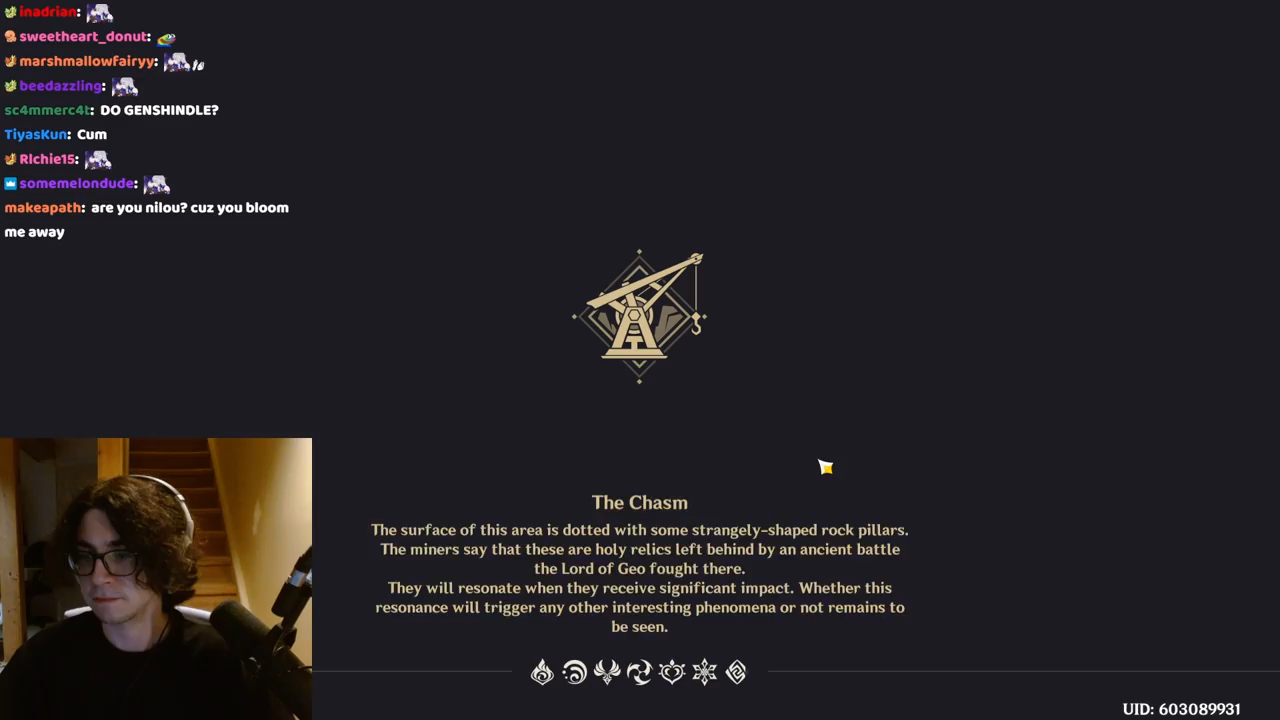 inadrian:
sweetheart_donut:
marshmallowfairyy:
beedazzling:
sc4mmerc4t: DO GENSHINDLE?
TiyasKun: Cum
RIchie15:
somemelondude:
makeapath: are you nilou? cuz you bloom
me away
The Chasm
The surface of this area is dotted with some strangely-shaped rock pillars.
The miners say that these are holy relics left behind by an ancient battle
the Lord of Geo fought there.
They will resonate when they receive significant impact. Whether this
resonance will trigger any other interesting phenomena or not remains to
be seen.
UID: 603089931